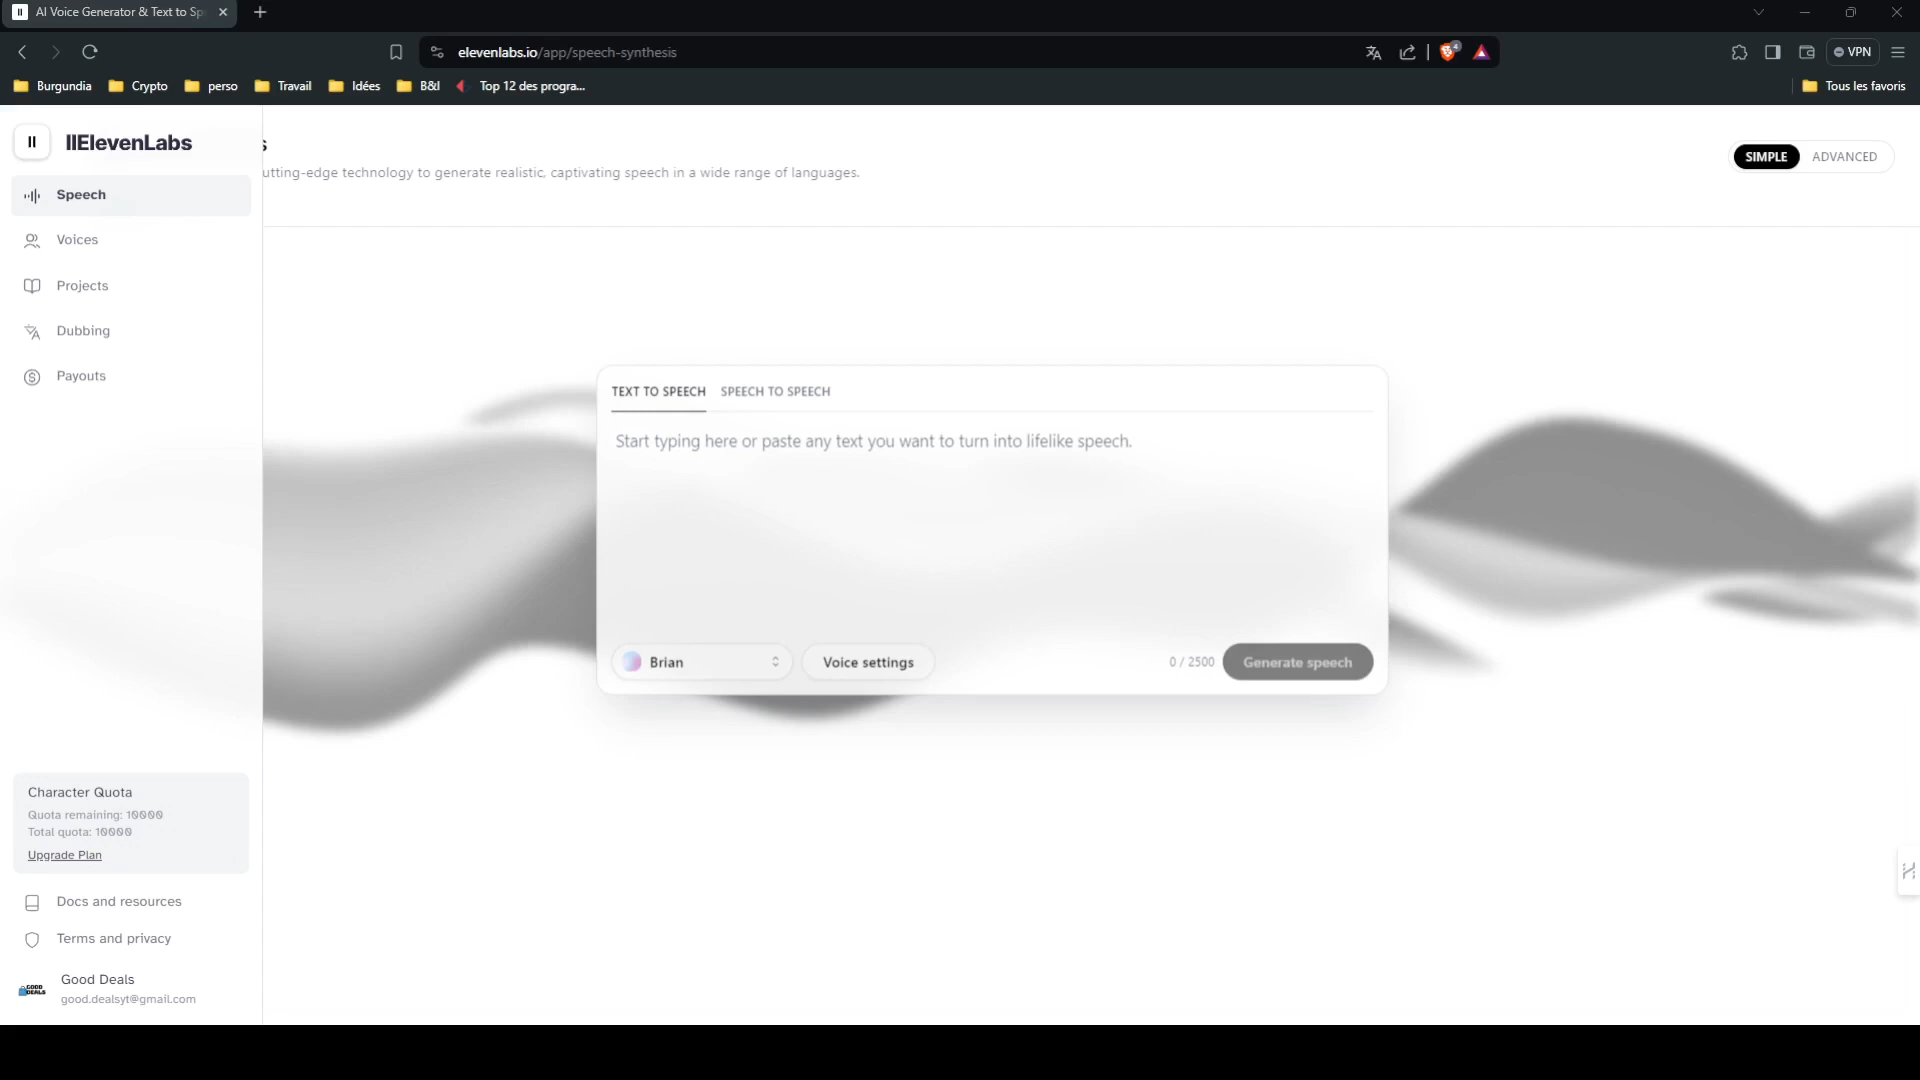 AI Voice Generator & Text to Sp
elevenlabs.io/app/speech-synthesis
4
VPN
Burgundia
Crypto
perso
Travail
Idées
B&I
Top 12 des progra...
Tous les favoris
IIElevenLabs
s
utting-edge technology to generate realistic, captivating speech in a wide range of languages.
SIMPLE
ADVANCED
Speech
Voices
Projects
Dubbing
Payouts
TEXT TO SPEECH
SPEECH TO SPEECH
Start typing here or paste any text you want to turn into lifelike speech.
Brian
Voice settings
0 / 2500
Generate speech
Character Quota
Quota remaining: 10000
Total quota: 10000
Upgrade Plan
Docs and resources
Terms and privacy
GOOD DEALS
Good Deals
good.dealsyt@gmail.com